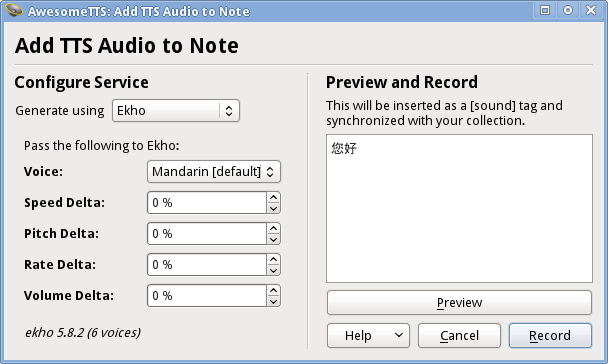 AwesomeTTS: Add TTS Audio to Note
Add TTS Audio to Note
Configure Service
Generate using Ekho
Pass the following to Ekho:
Voice: Mandarin [default]
Speed Delta: 0 %
Pitch Delta: 0 %
Rate Delta: 0 %
Volume Delta: 0 %
ekho 5.8.2 (6 voices)
Preview and Record
This will be inserted as a [sound] tag and
synchronized with your collection.
您好
Preview
Help Cancel Record